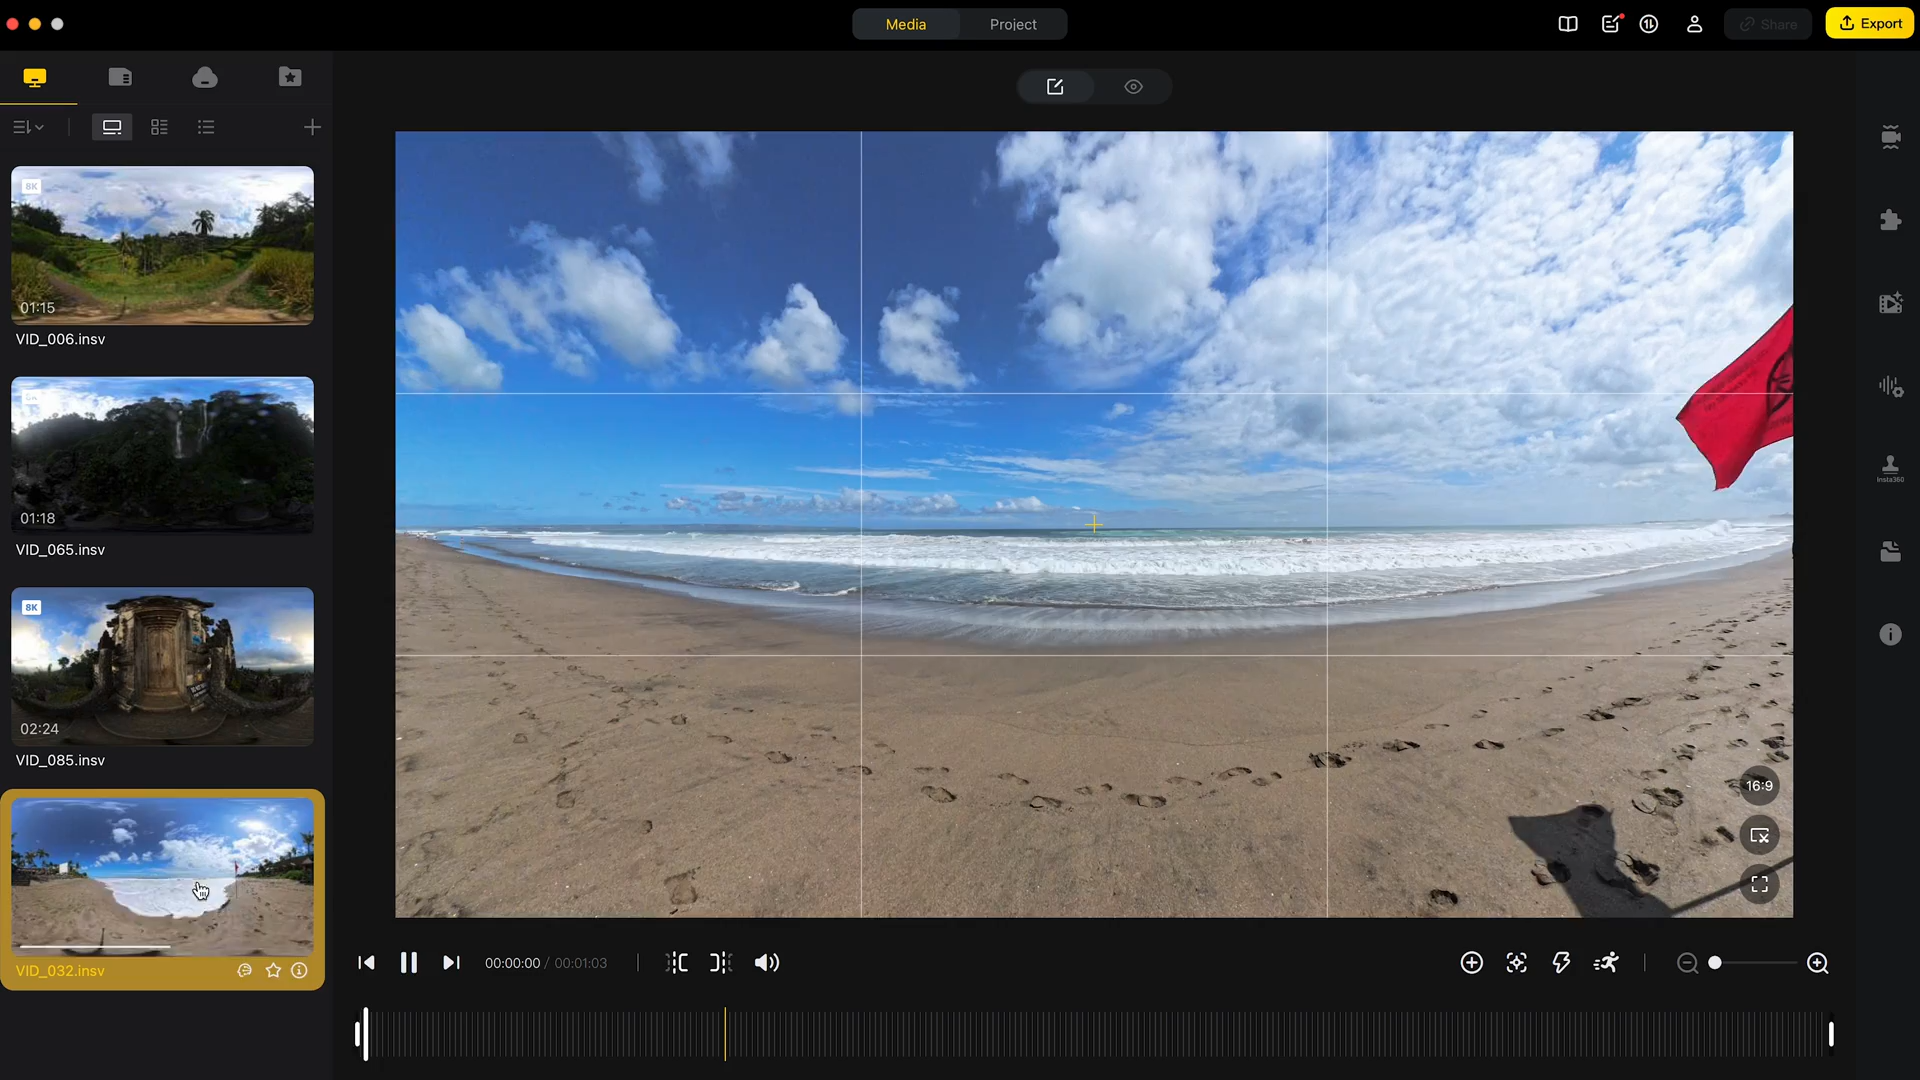 Media
Project
Share
Export
8K
01:15
VID_006.insv
01:18
VID_065.insv
8K
02:24
VID_085.insv
VID_032.insv
16:9
00:00:00 / 00:01:03
Insta360